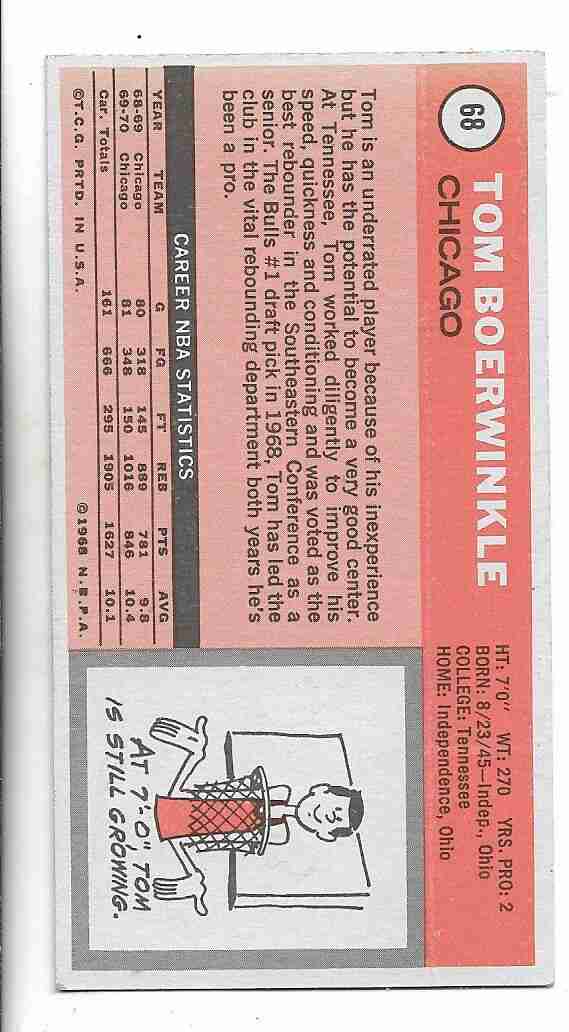 68
TOM BOERWINKLE
CHICAGO
HT: 7'0" WT: 270 YRS. PRO: 2
BORN: 8/23/45—Indep., Ohio
COLLEGE: Tennessee
HOME: Independence, Ohio
Tom is an underrated player because of his inexperience
but he has the potential to become a very good center.
At Tennessee, Tom worked diligently to improve his
speed, quickness and conditioning and was voted as the
best rebounder in the Southeastern Conference as a
senior. The Bulls #1 draft pick in 1968, Tom has led the
club in the vital rebounding department both years he's
been a pro.
CAREER NBA STATISTICS
YEAR TEAM G FG FT REB PTS AVG
68-69 Chicago 80 318 145 889 781 9.8
69-70 Chicago 81 348 150 1016 846 10.4
Car. Totals 161 666 295 1905 1627 10.1
©T.C.G. PRTD. IN U.S.A. ©1968 N.B.P.A.
AT 7'-0" TOM
IS STILL GROWING.